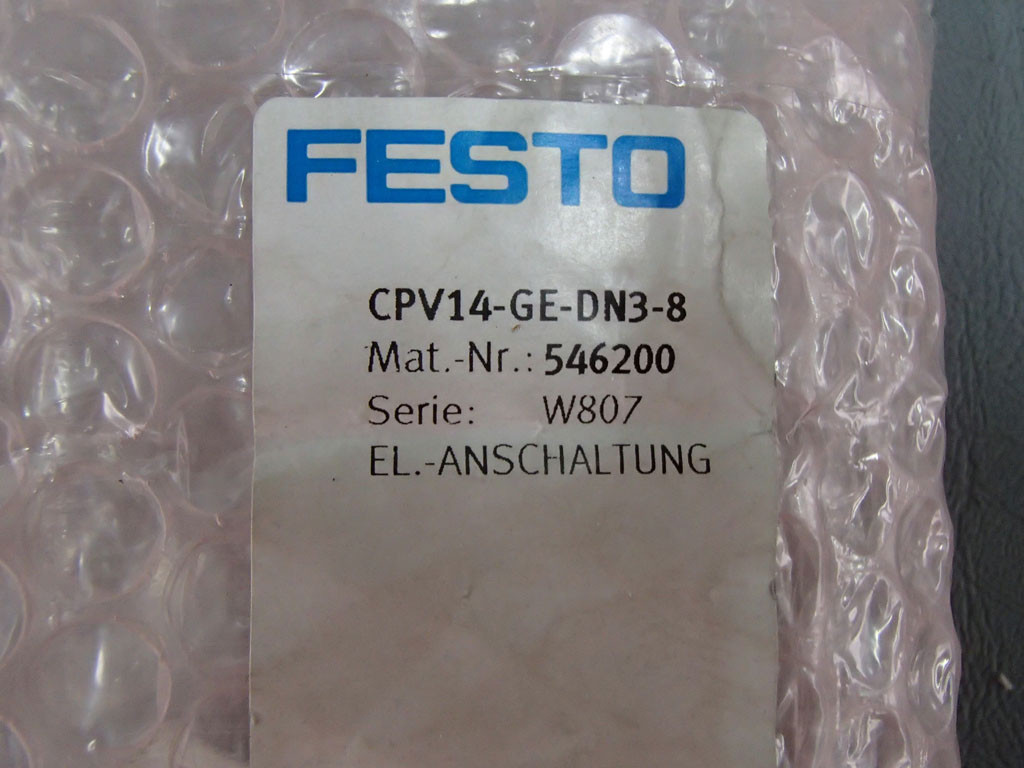 FESTO
CPV14-GE-DN3-8
Mat.-Nr.: 546200
Serie: W807
EL.-ANSCHALTUNG